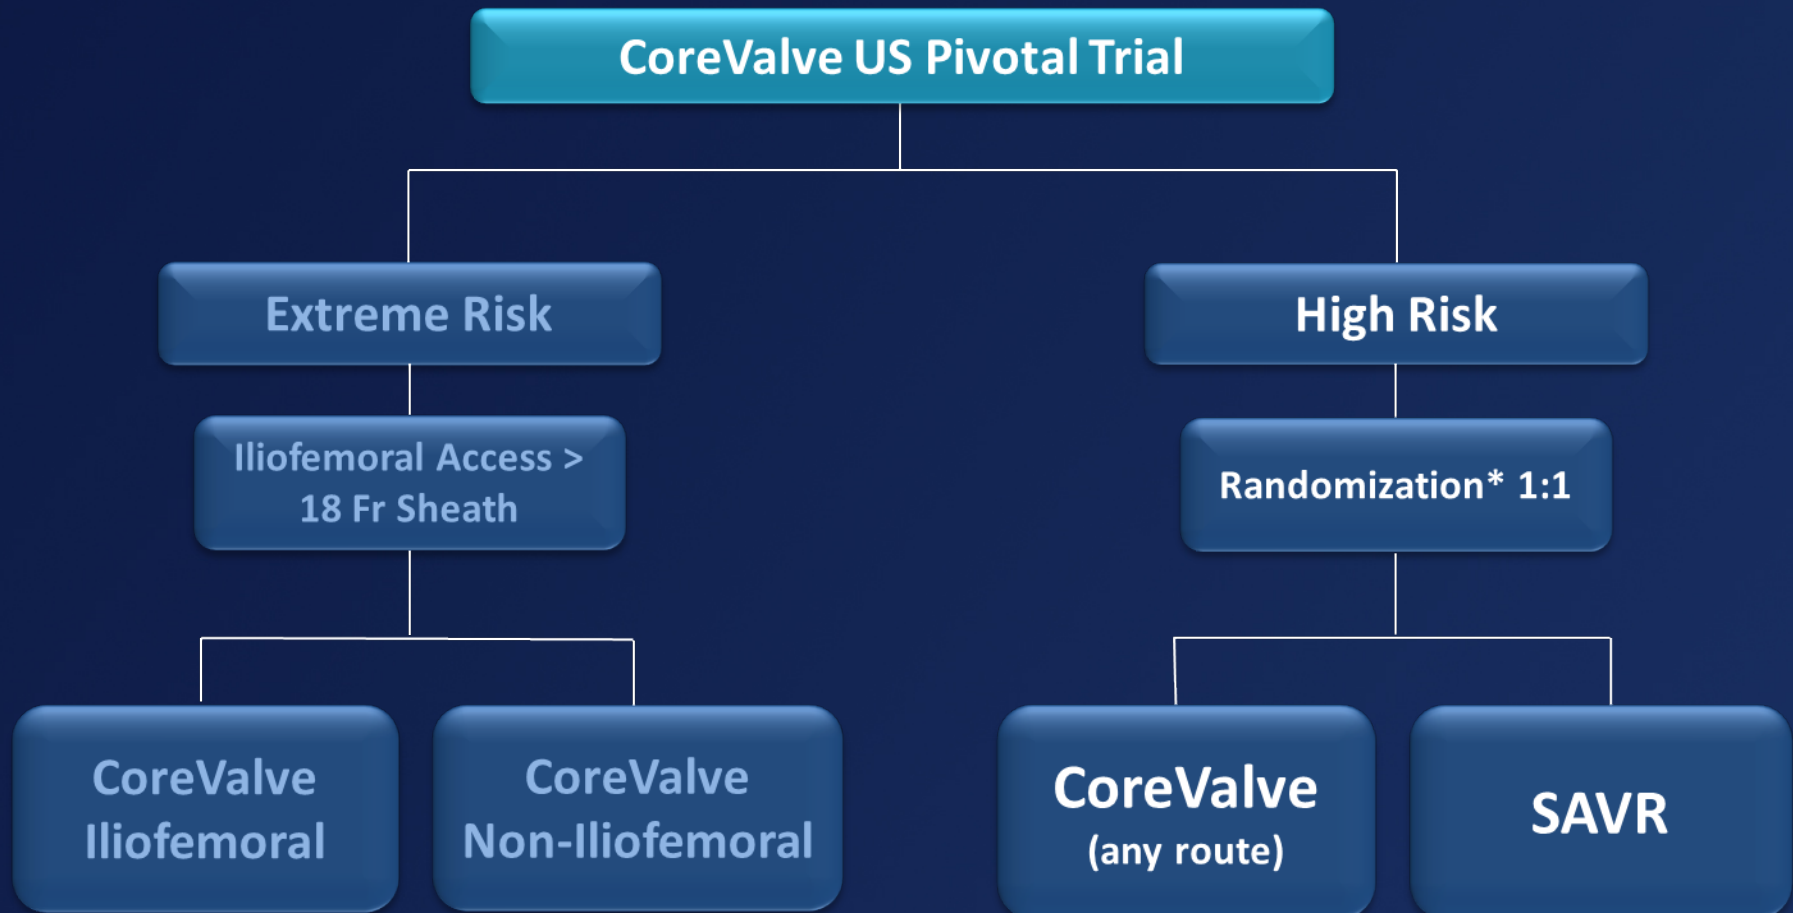 CoreValve US Pivotal Trial
Extreme Risk
High Risk
Iliofemoral Access >
18 Fr Sheath
Randomization* 1:1
CoreValve
Iliofemoral
CoreValve
Non-Iliofemoral
CoreValve
(any route)
SAVR